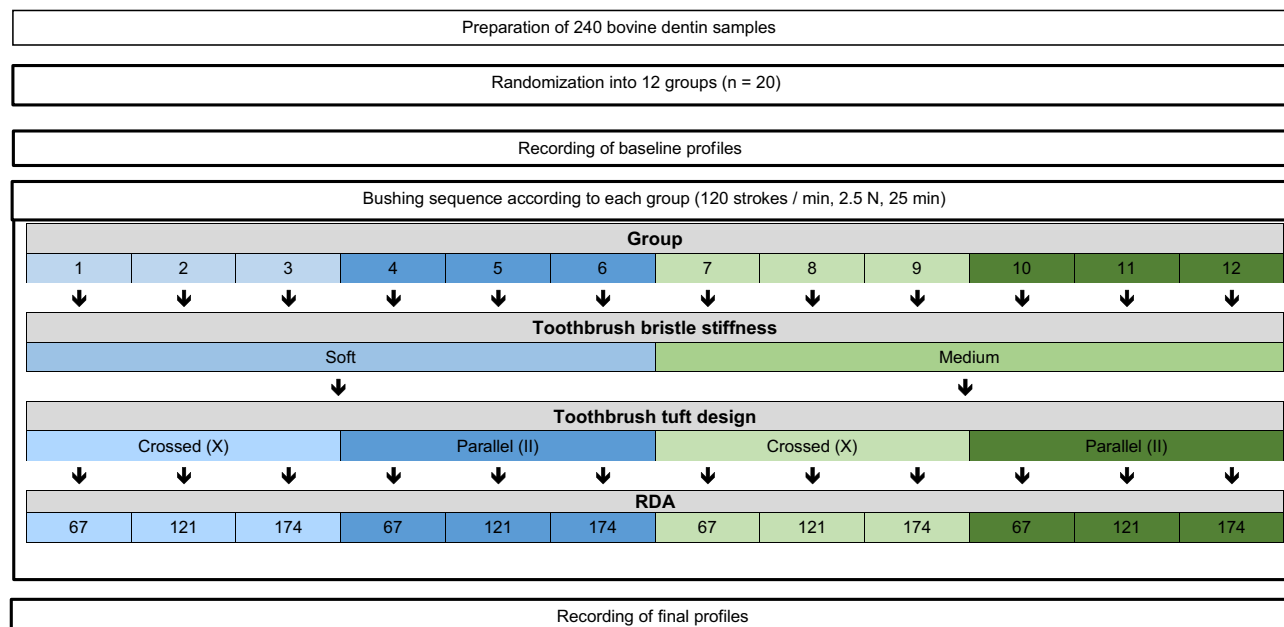 Preparation of 240 bovine dentin samples
Randomization into 12 groups (n = 20)
Recording of baseline profiles
Bushing sequence according to each group (120 strokes / min, 2.5 N, 25 min)
Group
1 2 3 4 5 6 7 8 9 10 11 12
Toothbrush bristle stiffness
Soft Medium
Toothbrush tuft design
Crossed (X) Parallel (II) Crossed (X) Parallel (II)
RDA
67 121 174 67 121 174 67 121 174 67 121 174
Recording of final profiles